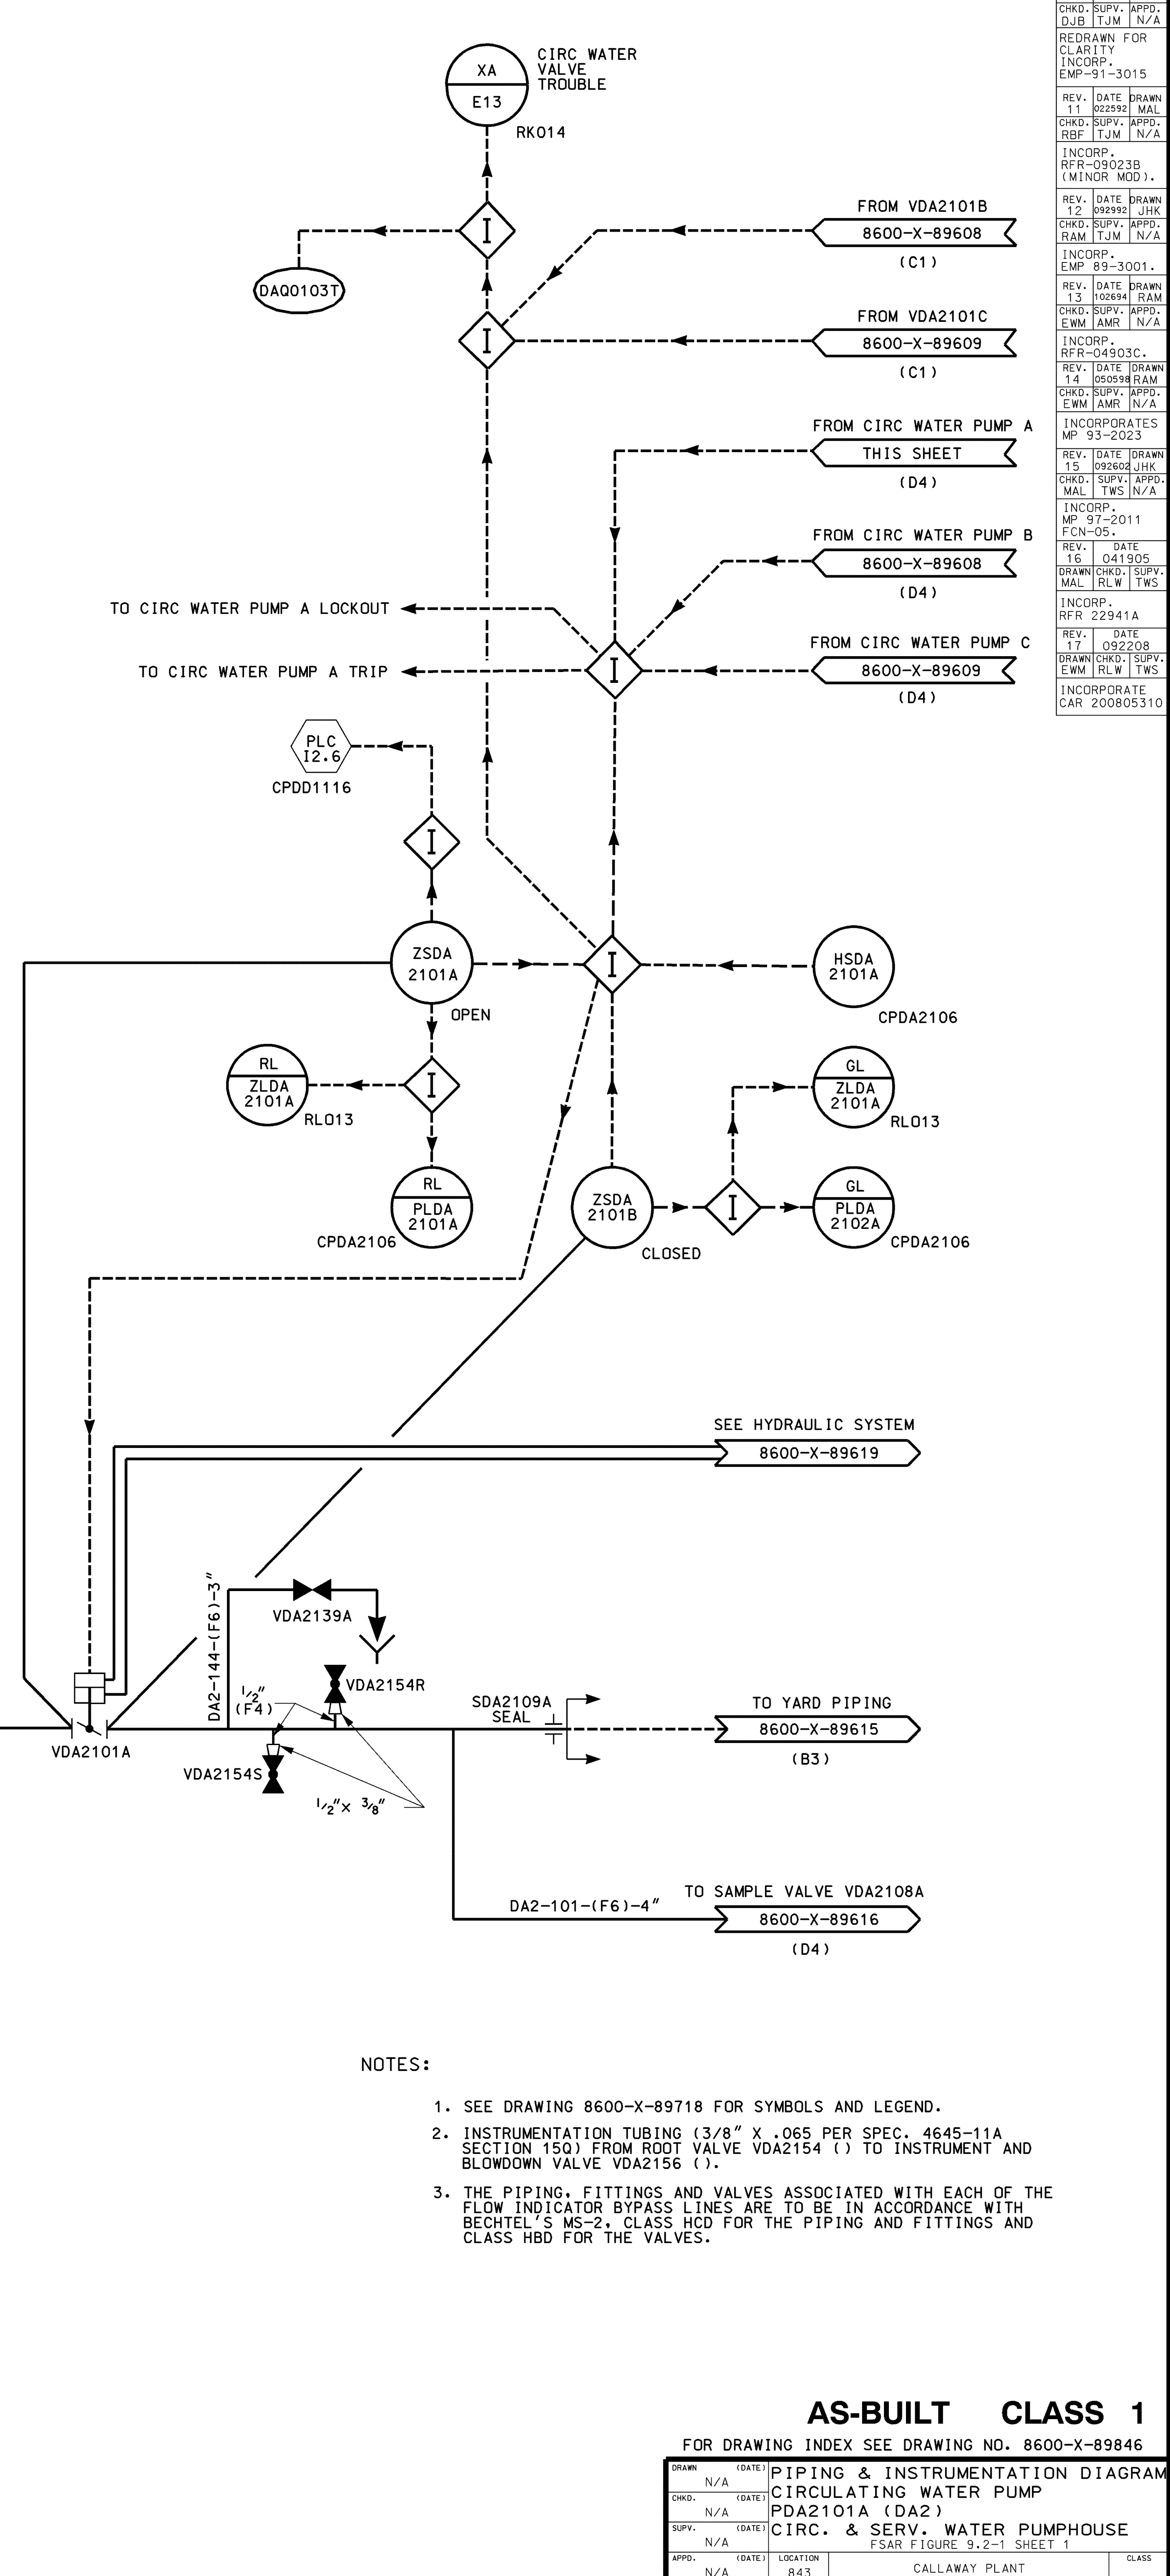 CHKD. SUPV. APPD.
DJB TJM N/A
REDRAWN FOR
CLARITY
INCORP.
EMP-91-3015
REV. DATE DRAWN
11 022592 MAL
CHKD. SUPV. APPD.
RBF TJM N/A
INCORP.
RFR-09023B
(MINOR MOD).
REV. DATE DRAWN
12 092992 JHK
CHKD. SUPV. APPD.
RAM TJM N/A
INCORP.
EMP 89-3001.
REV. DATE DRAWN
13 102694 RAM
CHKD. SUPV. APPD.
EWM AMR N/A
INCORP.
RFR-04903C.
REV. DATE DRAWN
14 050598 RAM
CHKD. SUPV. APPD.
EWM AMR N/A
INCORPORATES
MP 93-2023
REV. DATE DRAWN
15 092602 JHK
CHKD. SUPV. APPD.
MAL TWS N/A
INCORP.
MP 97-2011
FCN-05.
REV. DATE
16 041905
DRAWN CHKD. SUPV.
MAL RLW TWS
INCORP.
RFR 22941A
REV. DATE
17 092208
DRAWN CHKD. SUPV.
EWM RLW TWS
INCORPORATE
CAR 200805310
XA
E13
CIRC WATER
VALVE
TROUBLE
RK014
I
DAQ0103T
I
FROM VDA2101B
8600-X-89608
(C1)
FROM VDA2101C
8600-X-89609
(C1)
FROM CIRC WATER PUMP A
THIS SHEET
(D4)
FROM CIRC WATER PUMP B
8600-X-89608
(D4)
TO CIRC WATER PUMP A LOCKOUT
FROM CIRC WATER PUMP C
8600-X-89609
(D4)
TO CIRC WATER PUMP A TRIP
I
PLC
I2.6
CPDD1116
I
ZSDA
2101A
OPEN
I
HSDA
2101A
CPDA2106
RL
ZLDA
2101A
RL013
I
GL
ZLDA
2101A
RL013
RL
PLDA
2101A
CPDA2106
ZSDA
2101B
CLOSED
I
GL
PLDA
2102A
CPDA2106
SEE HYDRAULIC SYSTEM
8600-X-89619
DA2-144-(F6)-3"
VDA2139A
VDA2154R
1/2"
(F4)
SDA2109A
SEAL
TO YARD PIPING
8600-X-89615
(B3)
VDA2101A
VDA2154S
1/2" X 3/8"
DA2-101-(F6)-4"
TO SAMPLE VALVE VDA2108A
8600-X-89616
(D4)
NOTES:
1. SEE DRAWING 8600-X-89718 FOR SYMBOLS AND LEGEND.
2. INSTRUMENTATION TUBING (3/8" X .065 PER SPEC. 4645-11A
SECTION 15Q) FROM ROOT VALVE VDA2154 () TO INSTRUMENT AND
BLOWDOWN VALVE VDA2156 ().
3. THE PIPING, FITTINGS AND VALVES ASSOCIATED WITH EACH OF THE
FLOW INDICATOR BYPASS LINES ARE TO BE IN ACCORDANCE WITH
BECHTEL'S MS-2, CLASS HCD FOR THE PIPING AND FITTINGS AND
CLASS HBD FOR THE VALVES.
AS-BUILT CLASS 1
FOR DRAWING INDEX SEE DRAWING NO. 8600-X-89846
DRAWN (DATE)
N/A
CHKD. (DATE)
N/A
SUPV. (DATE)
N/A
APPD. (DATE)
N/A
PIPING & INSTRUMENTATION DIAGRAM
CIRCULATING WATER PUMP
PDA2101A (DA2)
CIRC. & SERV. WATER PUMPHOUSE
FSAR FIGURE 9.2-1 SHEET 1
LOCATION
843
CALLAWAY PLANT
CLASS